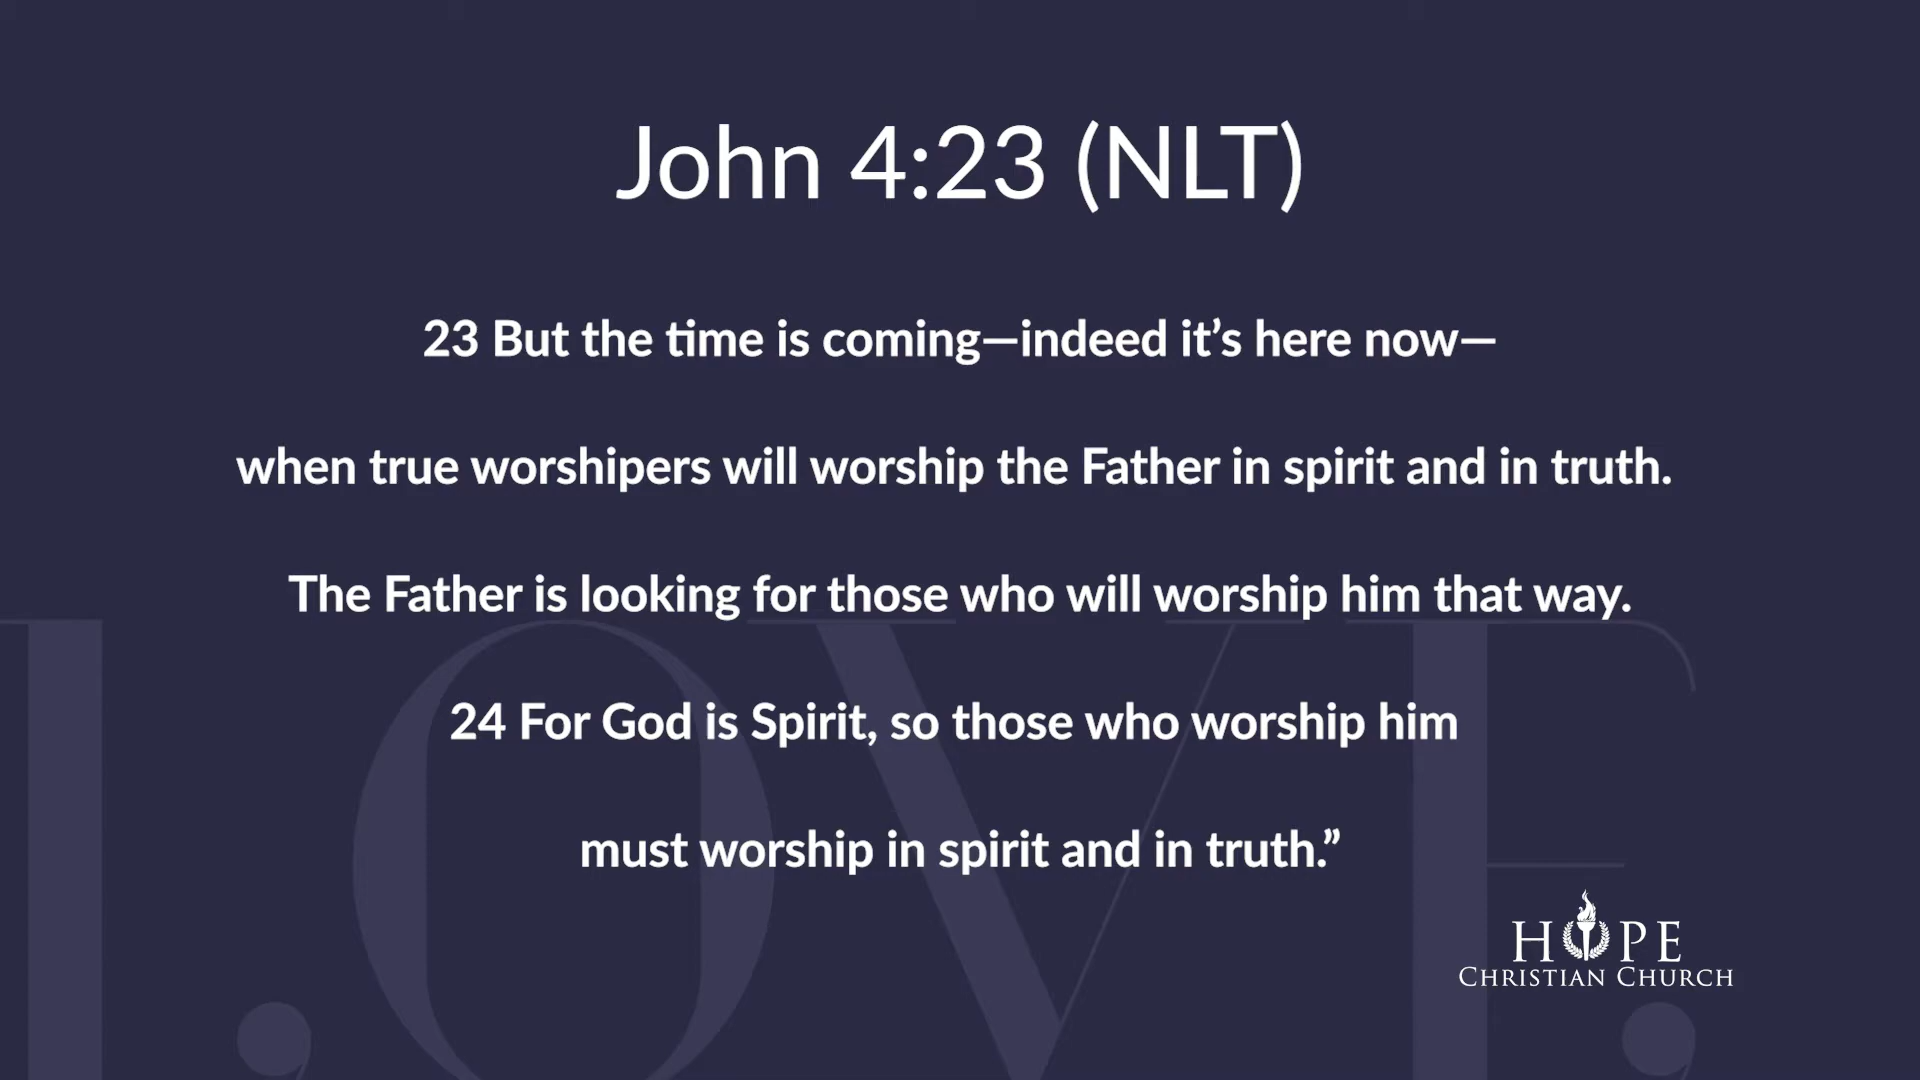 John 4:23 (NLT)
23 But the time is coming—indeed it’s here now—
when true worshipers will worship the Father in spirit and in truth.
The Father is looking for those who will worship him that way.
24 For God is Spirit, so those who worship him
must worship in spirit and in truth.”
LOVE
HOPE
CHRISTIAN CHURCH